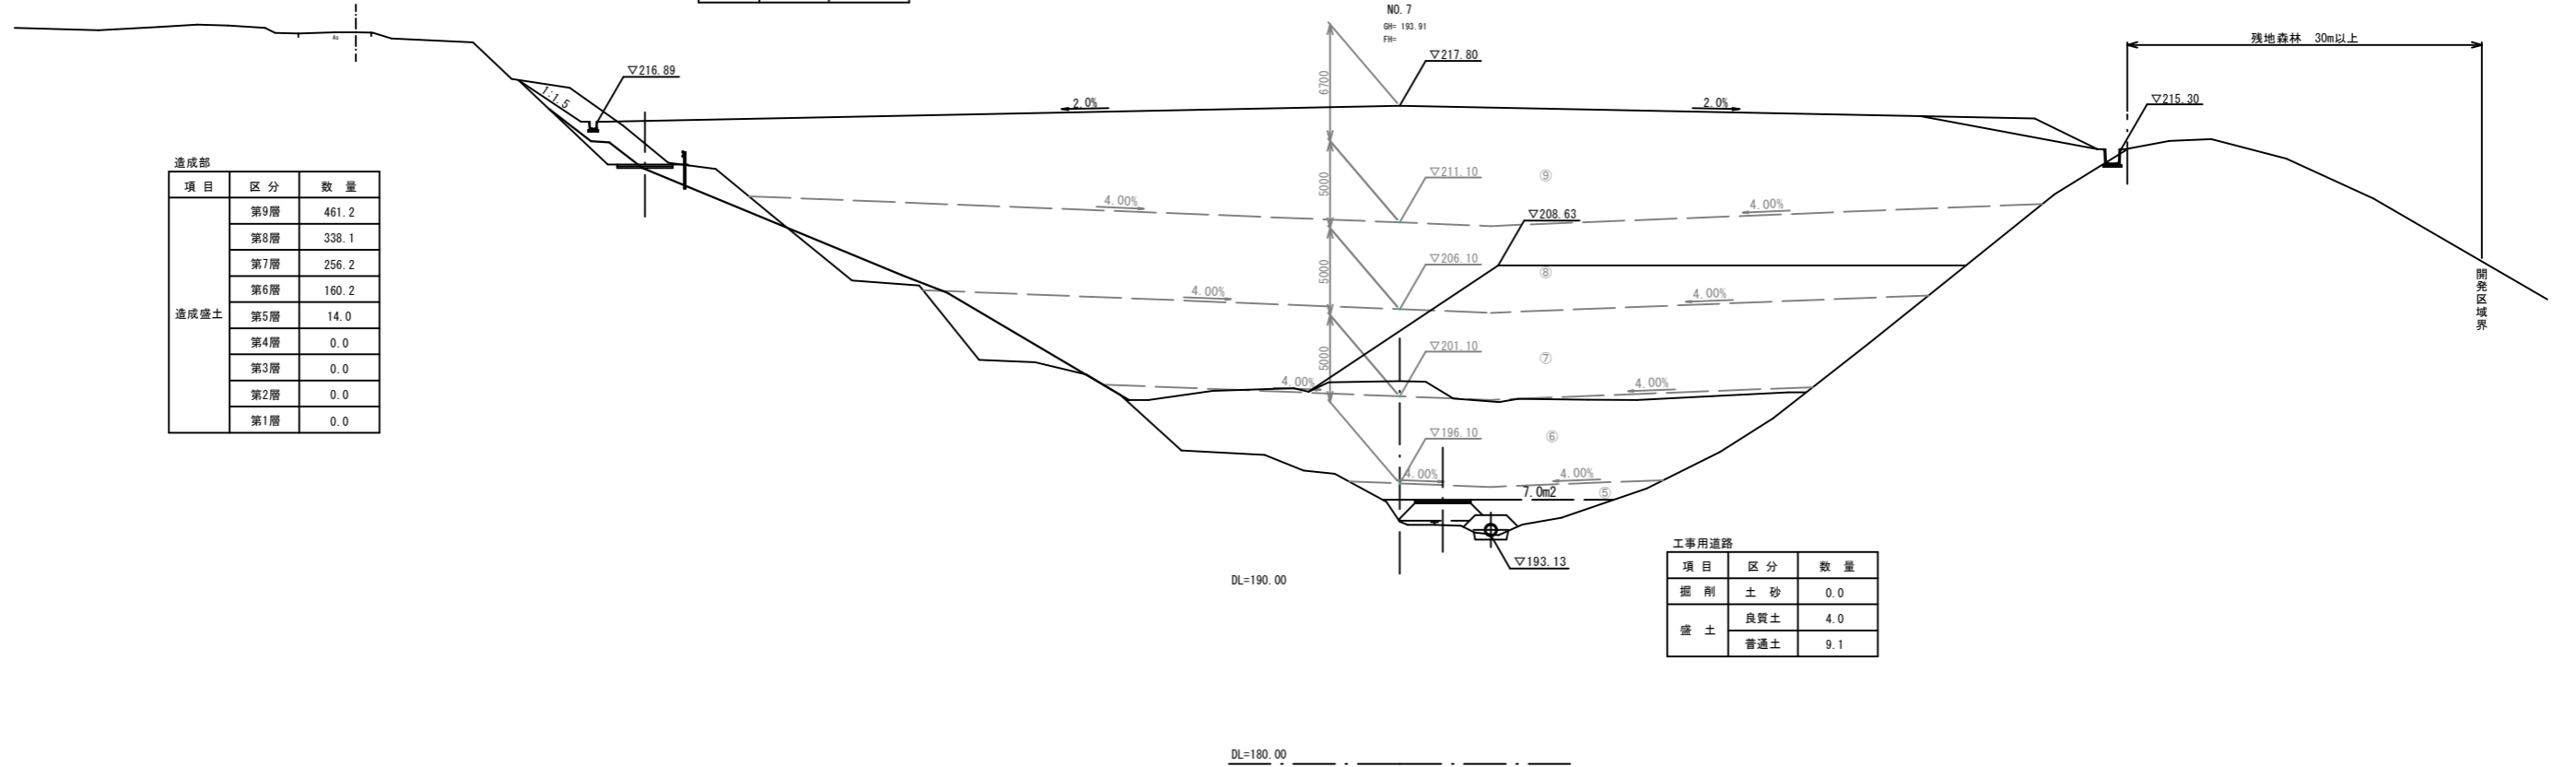 NO.7
GH= 193.91
FH=
▽217.80
残地森林　30m以上
▽216.89
1:1.5
As
6700
2.0%
2.0%
▽215.30
造成部
項 目 区 分 数 量
造成盛土
第9層 461.2
第8層 338.1
第7層 256.2
第6層 160.2
第5層 14.0
第4層 0.0
第3層 0.0
第2層 0.0
第1層 0.0
5000
▽211.10
⑨
4.00%
4.00%
▽208.63
5000
▽206.10
⑧
4.00%
4.00%
開発区域界
5000
▽201.10
⑦
4.00%
4.00%
▽196.10
⑥
4.00%
4.00%
7.0m2
⑤
▽193.13
DL=190.00
工事用道路
項 目 区 分 数 量
掘 削 土 砂 0.0
盛 土 良質土 4.0
普通土 9.1
DL=180.00